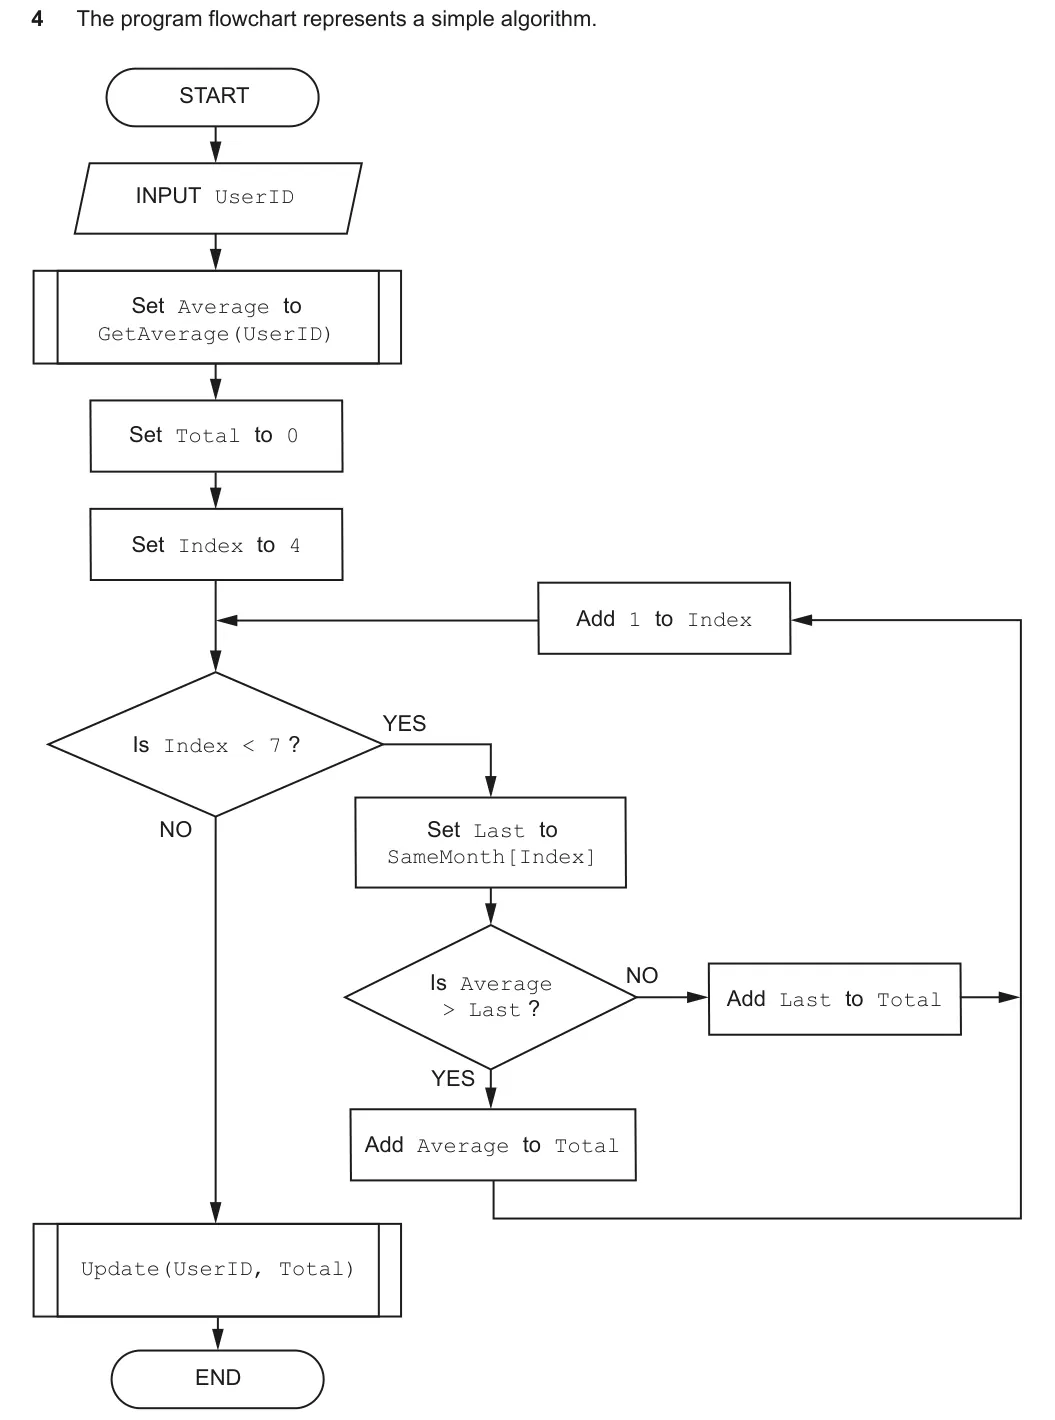 4 The program flowchart represents a simple algorithm.
START
INPUT UserID
Set Average to
GetAverage(UserID)
Set Total to 0
Set Index to 4
Add 1 to Index
Is Index < 7 ?
YES
NO
Set Last to
SameMonth[Index]
Is Average
> Last ?
NO
Add Last to Total
YES
Add Average to Total
Update(UserID, Total)
END